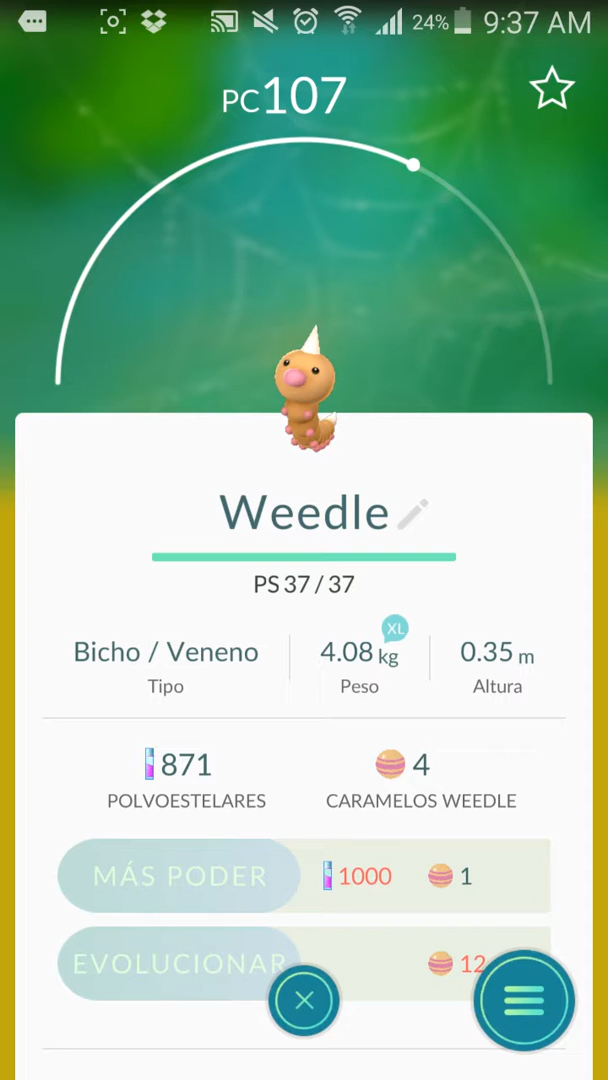 24% 9:37 AM
PC107
Weedle
PS 37 / 37
XL
Bicho / Veneno 4.08 kg 0.35 m
Tipo Peso Altura
871 4
POLVOESTELARES CARAMELOS WEEDLE
MÁS PODER 1000 1
EVOLUCIONAR 12